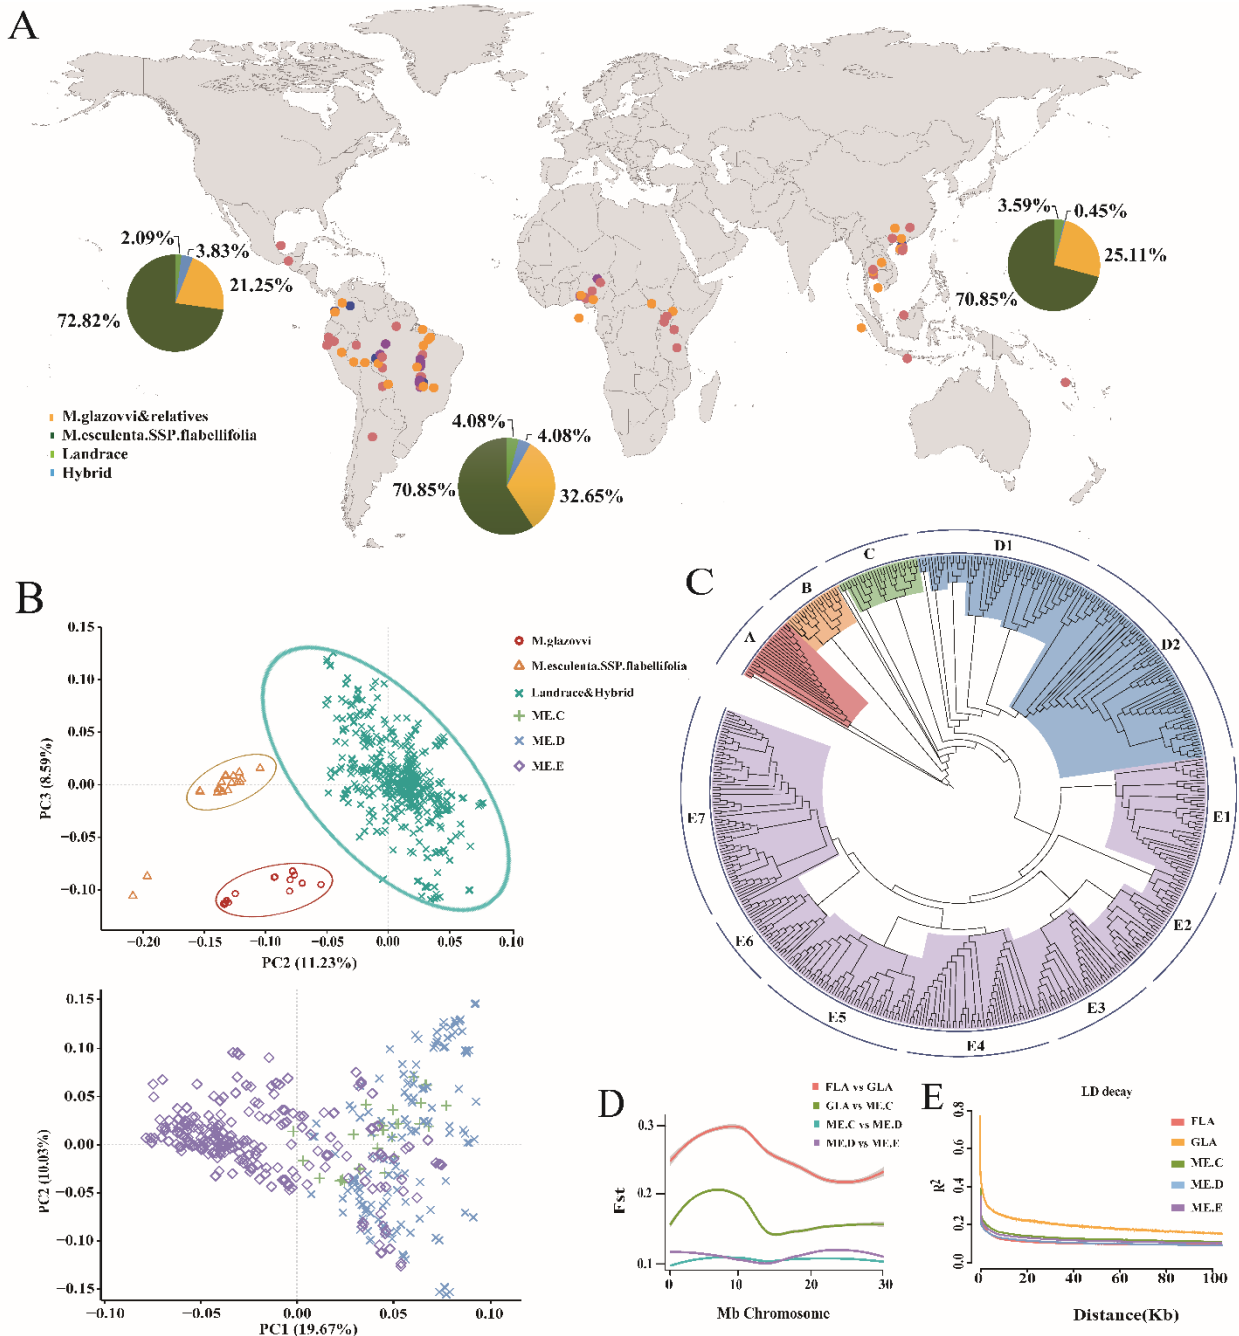 A
2.09%
3.83%
21.25%
72.82%
3.59%
0.45%
25.11%
70.85%
M.glazovvi&relatives
M.esculenta.SSP.flabellifolia
Landrace
Hybrid
4.08%
4.08%
70.85%
32.65%
B
0.15
0.10
0.05
0.00
−0.05
−0.10
PC3 (8.59%)
−0.20
−0.15
−0.10
−0.05
0.00
0.05
0.10
PC2 (11.23%)
M.glazovvi
M.esculenta.SSP.flabellifolia
Landrace&Hybrid
ME.C
ME.D
ME.E
0.15
0.10
0.05
0.00
−0.05
−0.10
−0.15
PC2 (10.03%)
−0.10
−0.05
0.00
0.05
0.10
PC1 (19.67%)
C
A
B
C
D1
D2
E1
E2
E3
E4
E5
E6
E7
D
FLA vs GLA
GLA vs ME.C
ME.C vs ME.D
ME.D vs ME.E
0.3
0.2
0.1
Fst
0
10
20
30
Mb Chromosome
E
LD decay
FLA
GLA
ME.C
ME.D
ME.E
0.8
0.6
0.4
0.2
0.0
R²
0
20
40
60
80
100
Distance(Kb)